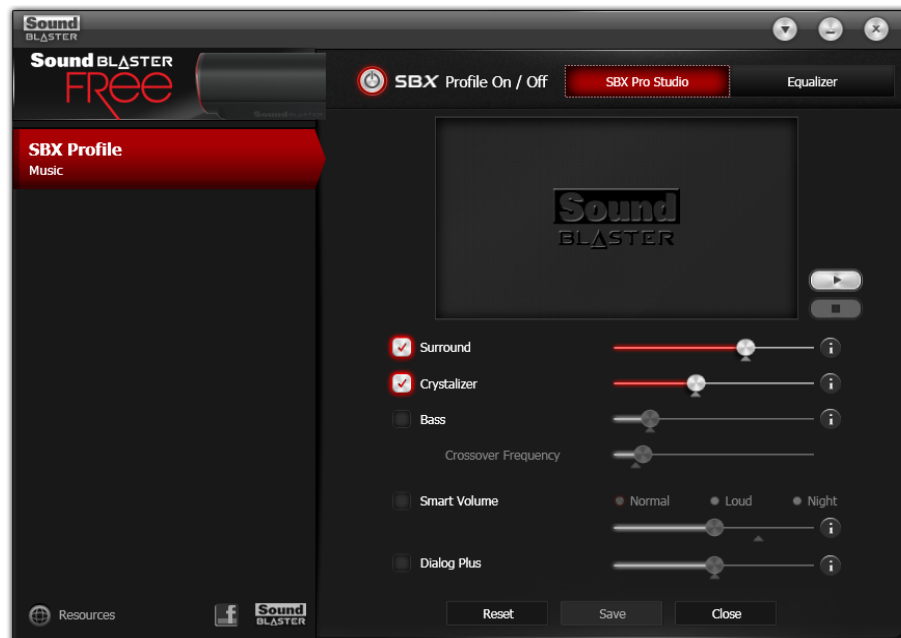 Sound
BLASTER
Sound BLASTER
FREE
SBX Profile On / Off
SBX Pro Studio
Equalizer
SBX Profile
Music
Sound
BLASTER
Surround
Crystalizer
Bass
Crossover Frequency
Smart Volume
Normal
Loud
Night
Dialog Plus
Resources
f
Sound
BLASTER
Reset
Save
Close